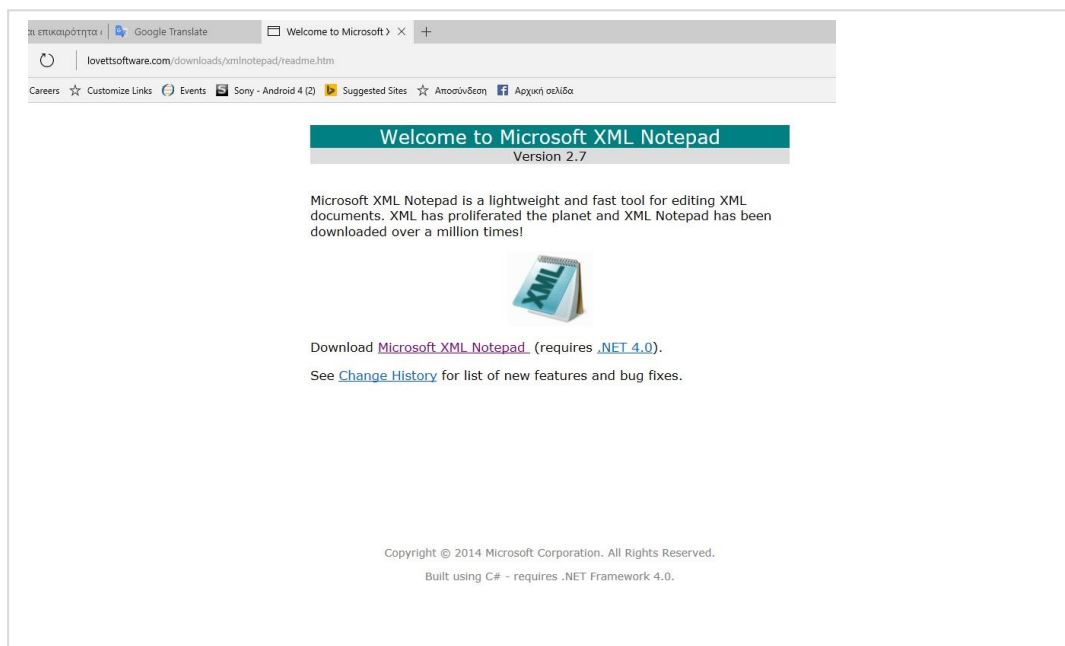 αι επικαιρότητα
Google Translate
Welcome to Microsoft
lovettsoftware.com/downloads/xmlnotepad/readme.htm
Careers Customize Links Events Sony - Android 4 (2) Suggested Sites Αποσύνδεση Αρχική σελίδα
Welcome to Microsoft XML Notepad
Version 2.7
Microsoft XML Notepad is a lightweight and fast tool for editing XML
documents. XML has proliferated the planet and XML Notepad has been
downloaded over a million times!
XML
Download Microsoft XML Notepad (requires .NET 4.0).
See Change History for list of new features and bug fixes.
Copyright © 2014 Microsoft Corporation. All Rights Reserved.
Built using C# - requires .NET Framework 4.0.